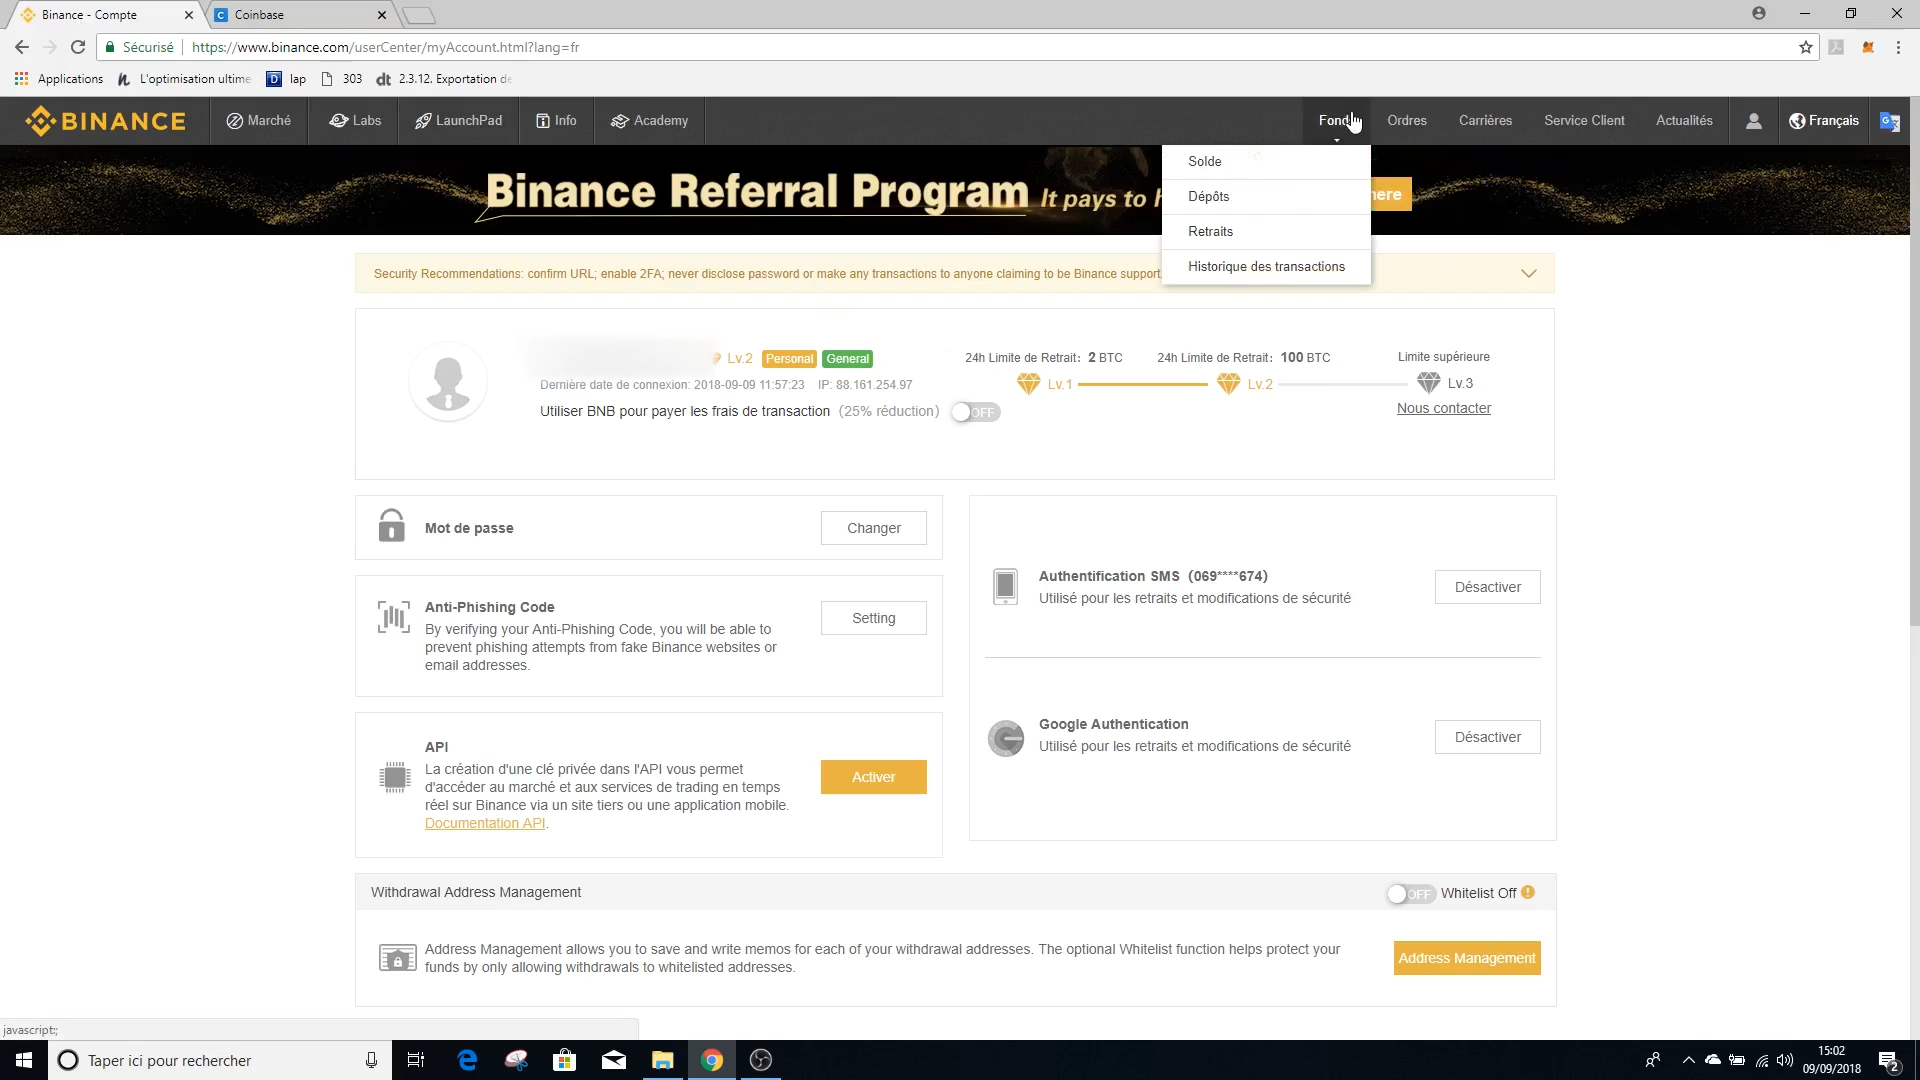 Binance - Compte
Coinbase
Sécurisé https://www.binance.com/userCenter/myAccount.html?lang=fr
Applications L'optimisation ultime lap 303 2.3.12. Exportation de
BINANCE Marché Labs LaunchPad Info Academy Ordres Carrières Service Client Actualités Français
Solde
Dépôts
Retraits
Historique des transactions
Binance Referral Program It pays to
Security Recommendations: confirm URL; enable 2FA; never disclose password or make any transactions to anyone claiming to be Binance support.
Lv.2 Personal General
Dernière date de connexion: 2018-09-09 11:57:23 IP: 88.161.254.97
Utiliser BNB pour payer les frais de transaction (25% réduction) OFF
24h Limite de Retrait: 2 BTC 24h Limite de Retrait: 100 BTC Limite supérieure
Lv.1 Lv.2 Lv.3
Nous contacter
Mot de passe
Changer
Anti-Phishing Code
By verifying your Anti-Phishing Code, you will be able to
prevent phishing attempts from fake Binance websites or
email addresses.
Setting
API
La création d'une clé privée dans l'API vous permet
d'accéder au marché et aux services de trading en temps
réel sur Binance via un site tiers ou une application mobile.
Documentation API.
Activer
Authentification SMS (069****674)
Utilisé pour les retraits et modifications de sécurité
Désactiver
Google Authentication
Utilisé pour les retraits et modifications de sécurité
Désactiver
Withdrawal Address Management
OFF Whitelist Off
Address Management allows you to save and write memos for each of your withdrawal addresses. The optional Whitelist function helps protect your
funds by only allowing withdrawals to whitelisted addresses.
Address Management
javascript:;
Taper ici pour rechercher
15:02
09/09/2018
2